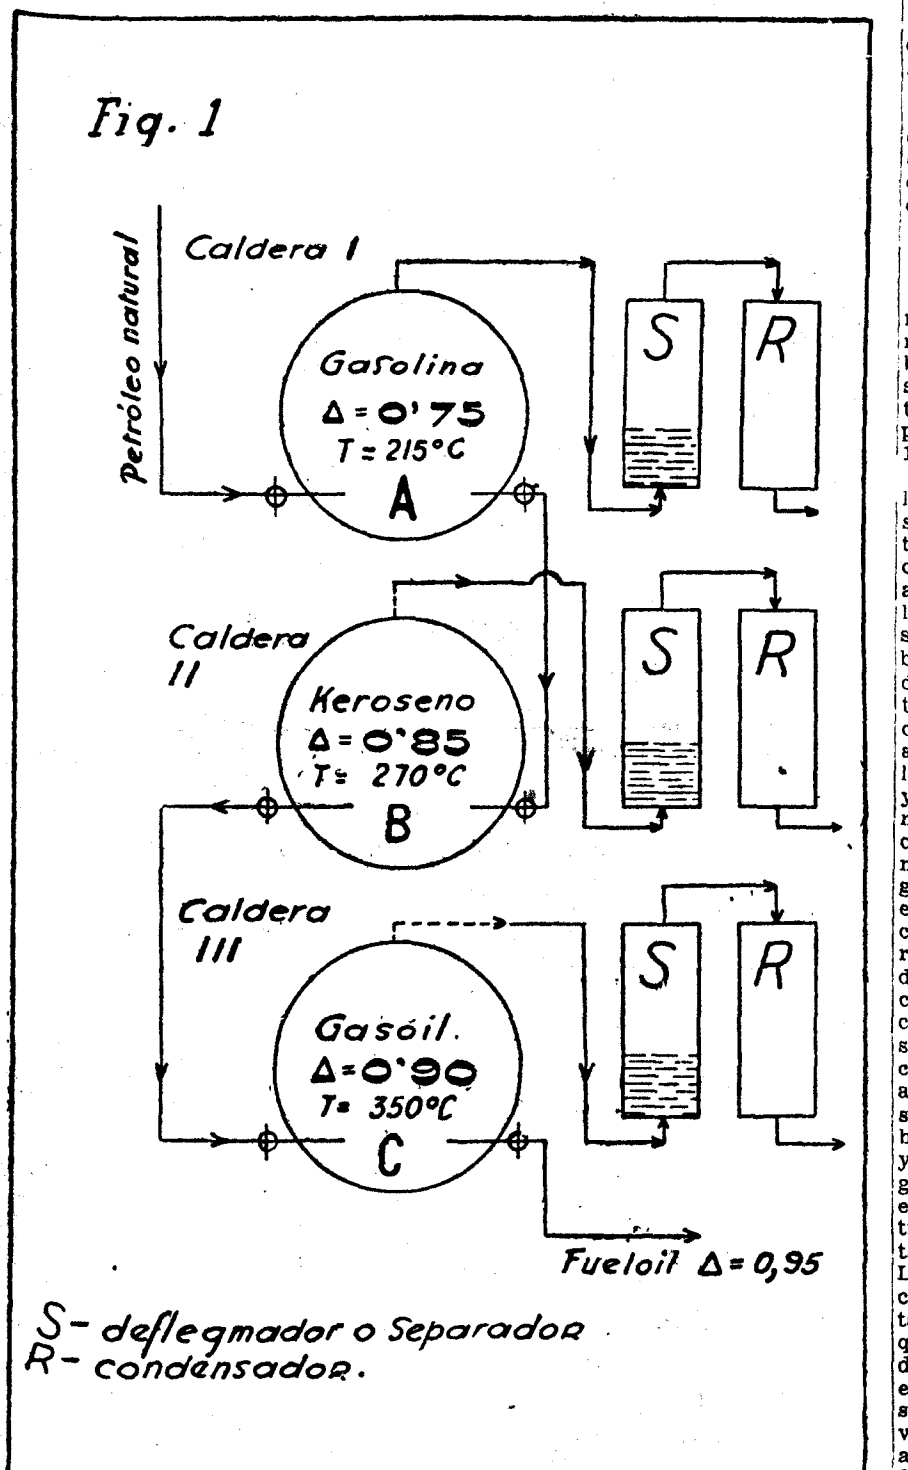 Fig. 1
Petróleo natural
Caldera I
Gasolina
Δ = 0'75
T = 215°C
A
S
R
Caldera
II
Keroseno
Δ = 0'85
T = 270°C
B
S
R
Caldera
III
Gasóil.
Δ = 0'90
T = 350°C
C
S
R
Fueloil Δ = 0,95
S - deflegmador o Separador
R - condensador.